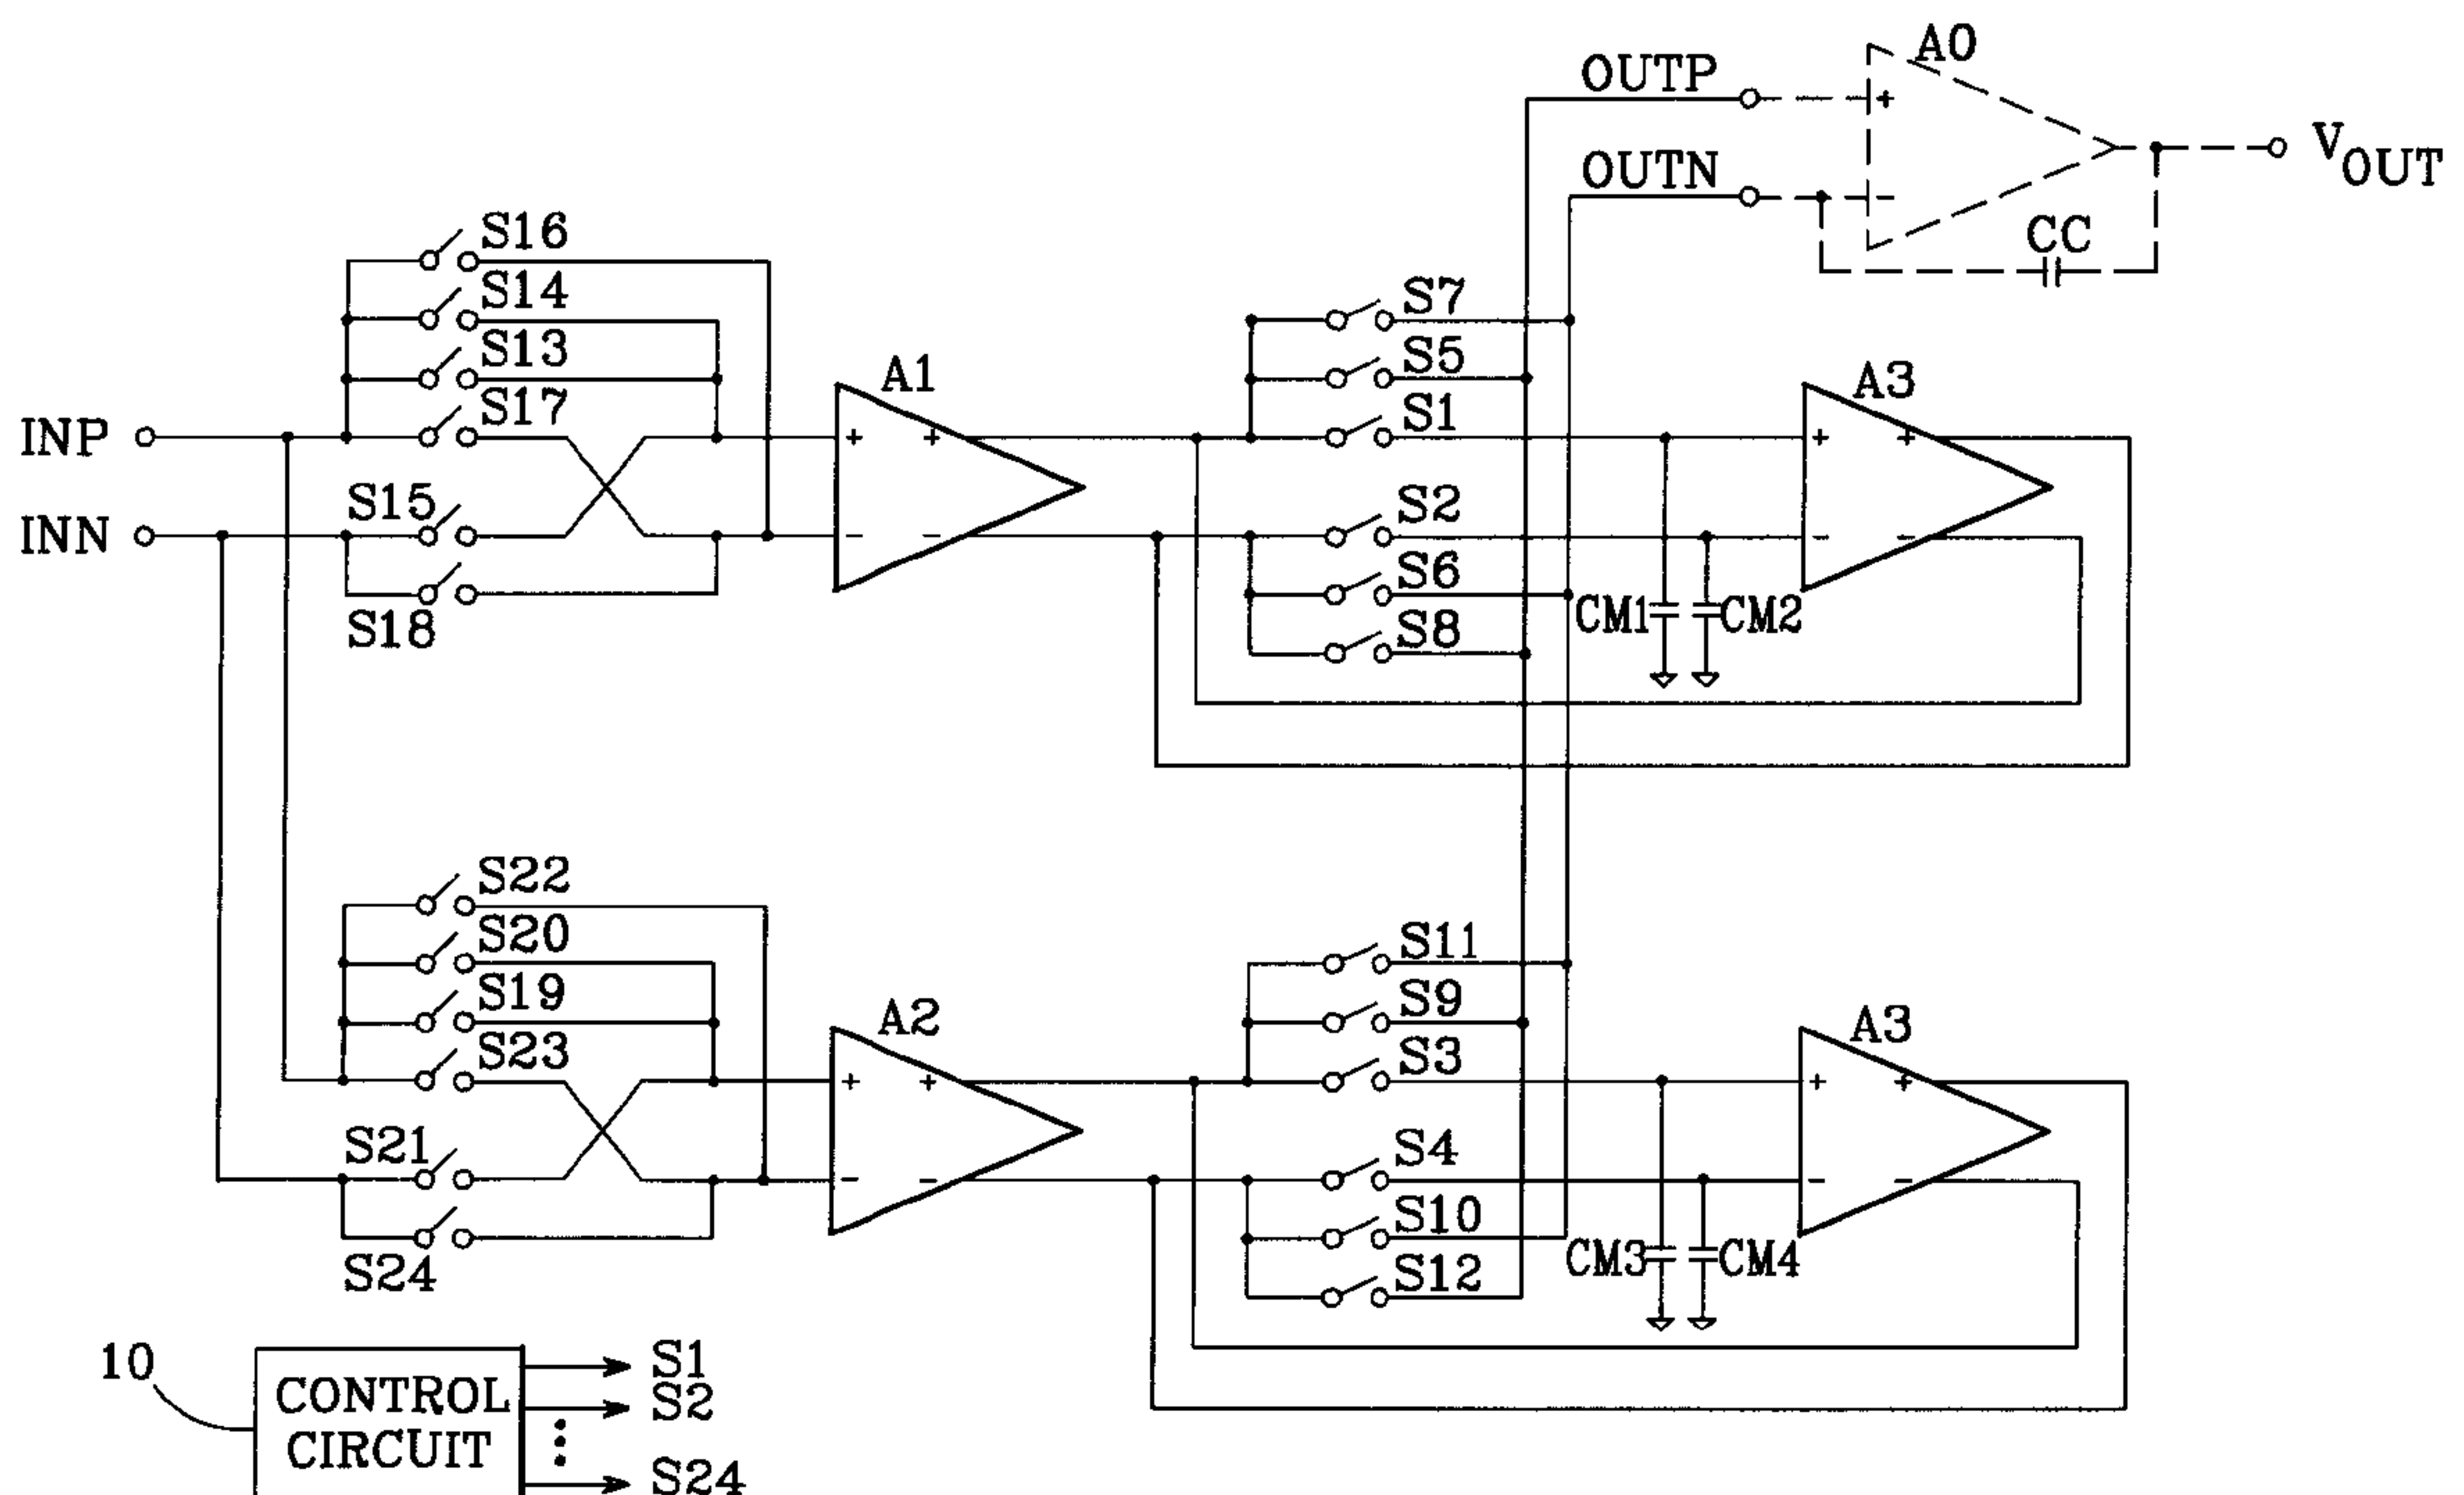 A0
OUTP
+
VOUT
OUTN
-
CC
S16
S14
S13
S17
S7
S5
S1
A1
A3
INP
+ +
+ +
S15
S2
INN
- -
- -
S18
S6
S8
CM1 CM2
S22
S20
S19
S23
S11
S9
S3
A2
A3
+ +
+ +
S21
S4
- -
- -
S24
S10
S12
CM3 CM4
10
CONTROL
CIRCUIT
S1
S2
S24